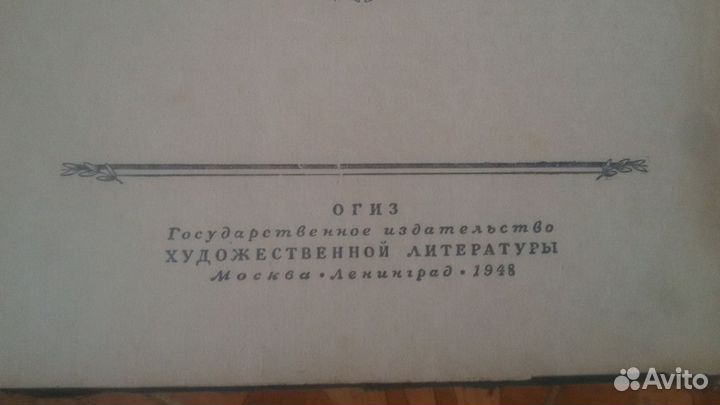 ОГИЗ
Государственное издательство
ХУДОЖЕСТВЕННОЙ ЛИТЕРАТУРЫ
Москва • Ленинград • 1948
Avito